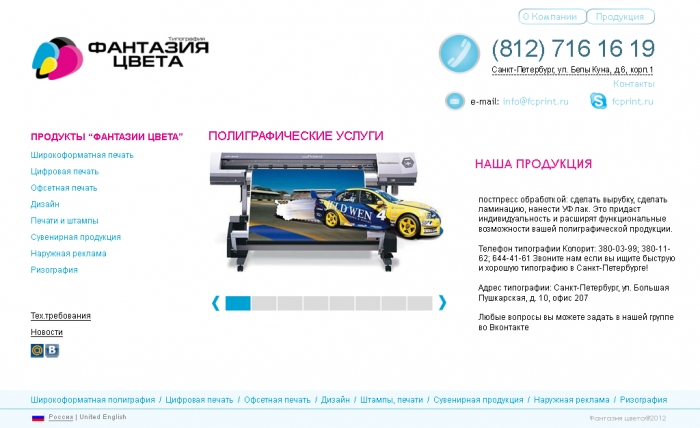 О Компании
Продукция
Типография
ФАНТАЗИЯ
ЦВЕТА
(812) 716 16 19
Санкт-Петербург, ул. Белы Куна, д.6, корп.1
Контакты
e-mail: info@fcprint.ru
fcprint.ru
ПРОДУКТЫ “ФАНТАЗИИ ЦВЕТА”
Широкоформатная печать
Цифровая печать
Офсетная печать
Дизайн
Печати и штампы
Сувенирная продукция
Наружная реклама
Ризография
Тех.требования
Новости
ПОЛИГРАФИЧЕСКИЕ УСЛУГИ
4
НАША ПРОДУКЦИЯ
постпресс обработкой: сделать вырубку, сделать
ламинацию, нанести УФ лак. Это придаст
индивидуальность и расширят функциональные
возможности вашей полиграфической продукции.
Телефон типографии Колорит: 380-03-99; 380-11-
62; 644-41-61 Звоните нам если вы ищите быструю
и хорошую типографию в Санкт-Петербурге!
Адрес типографии: Санкт-Петербург, ул. Большая
Пушкарская, д. 10, офис 207
Любые вопросы вы можете задать в нашей группе
во Вконтакте
Широкоформатная полиграфия / Цифровая печать / Офсетная печать / Дизайн / Штампы, печати / Сувенирная продукция / Наружная реклама / Ризография
Россия | United English
Фантазия цвета®2012